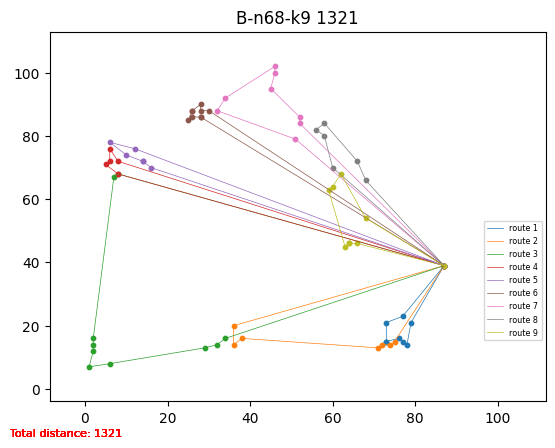 B-n68-k9 1321
100
80
60
40
20
0
0 20 40 60 80 100
route 1
route 2
route 3
route 4
route 5
route 6
route 7
route 8
route 9
Total distance: 1321